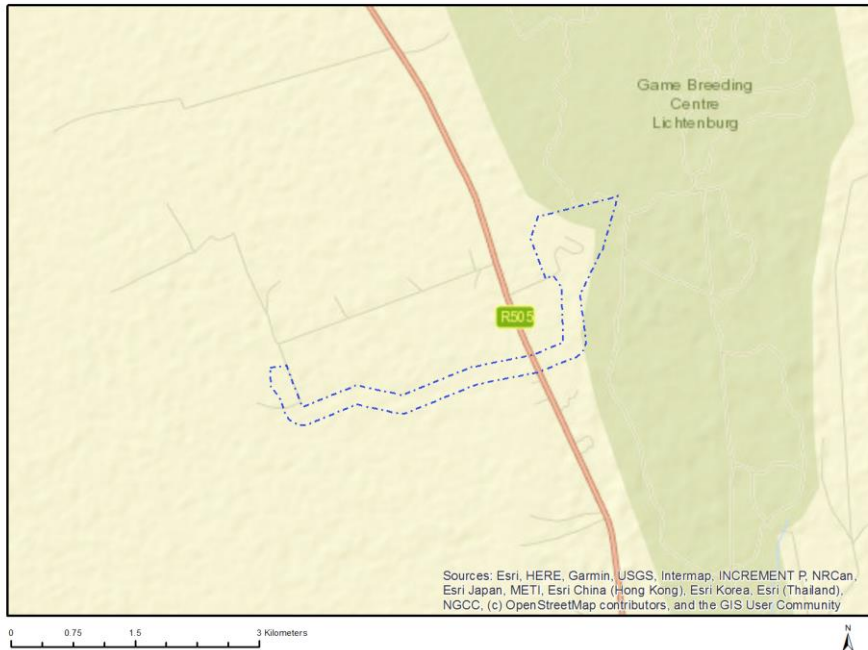 Game Breeding
Centre
Lichtenburg
R505
Sources: Esri, HERE, Garmin, USGS, Intermap, INCREMENT P, NRCan,
Esri Japan, METI, Esri China (Hong Kong), Esri Korea, Esri (Thailand),
NGCC, (c) OpenStreetMap contributors, and the GIS User Community
0 0.75 1.5 3 Kilometers
N